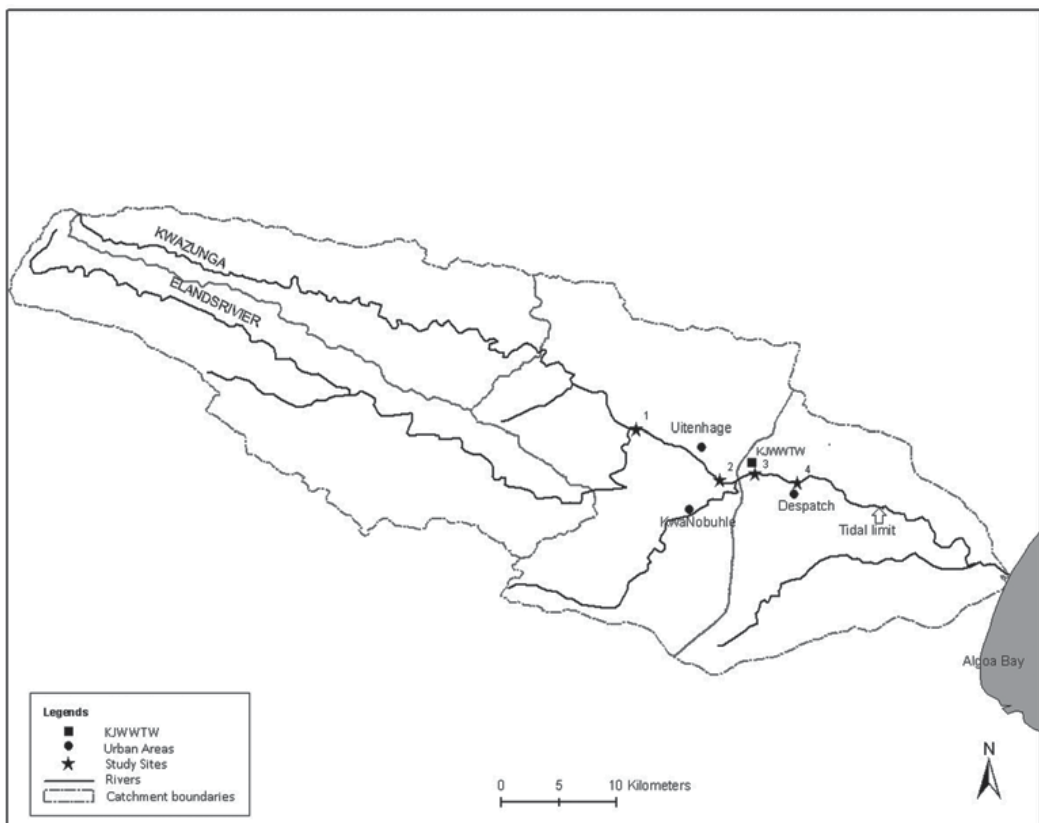 KWAZUNGA
ELANDSRIVIER
1
Uitenhage
KJWWTW
2
3
4
KwaNobuhle
Despatch
Tidal limit
Algoa Bay
Legends
KJWWTW
Urban Areas
Study Sites
Rivers
Catchment boundaries
0 5 10 Kilometers
N